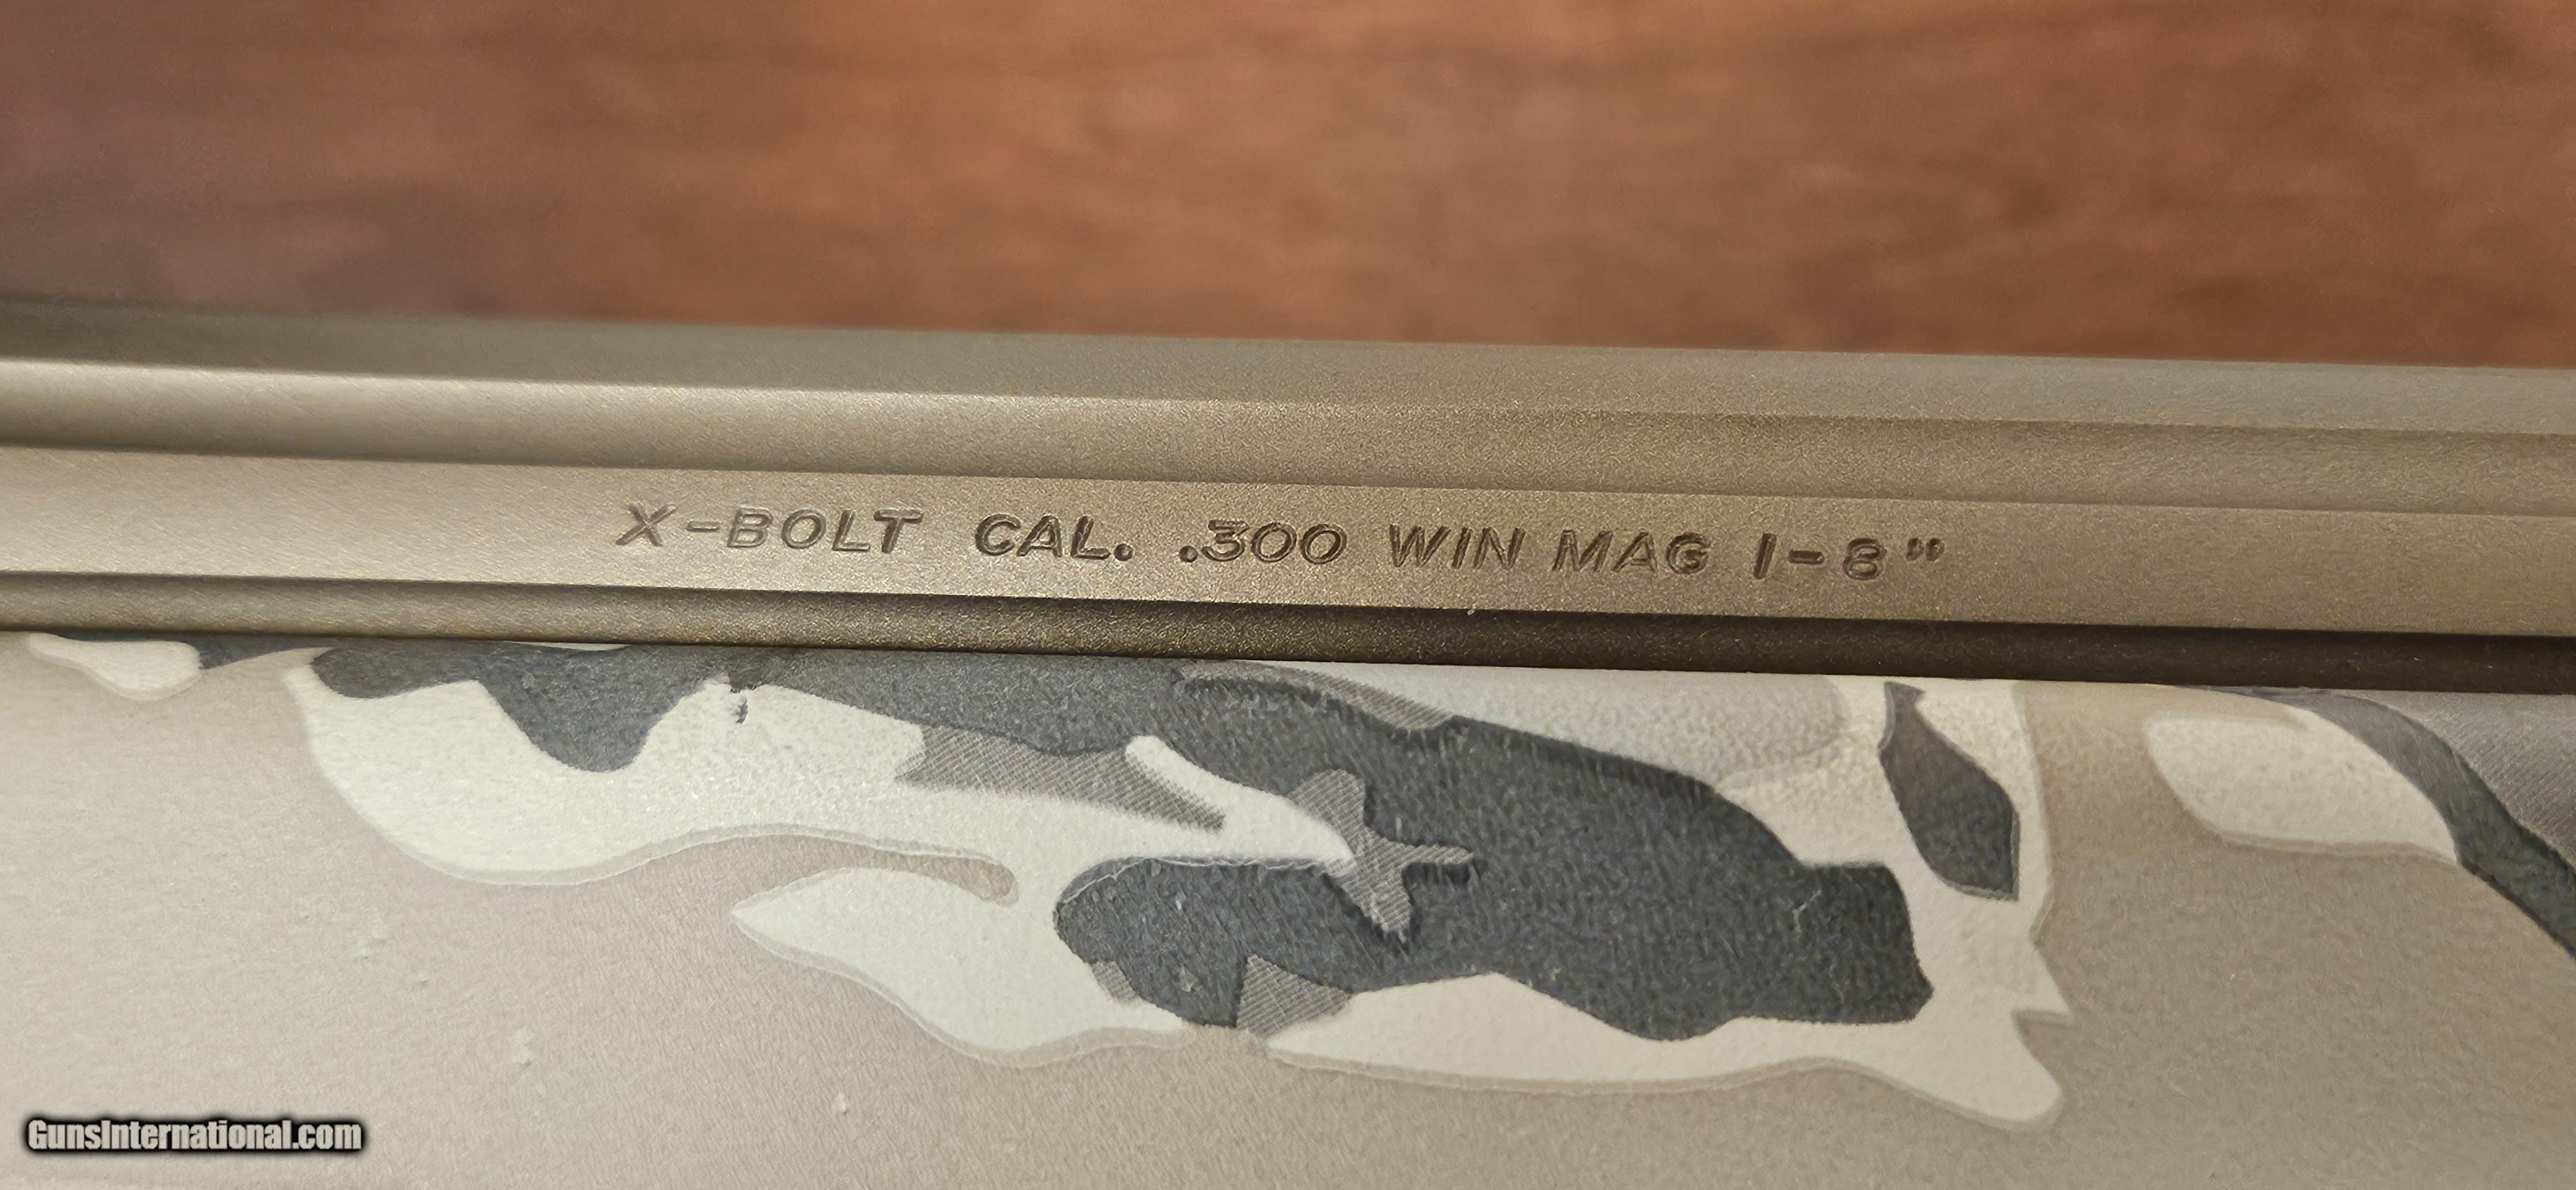 X-BOLT CAL. .300 WIN MAG 1-8"
GunsInternational.com